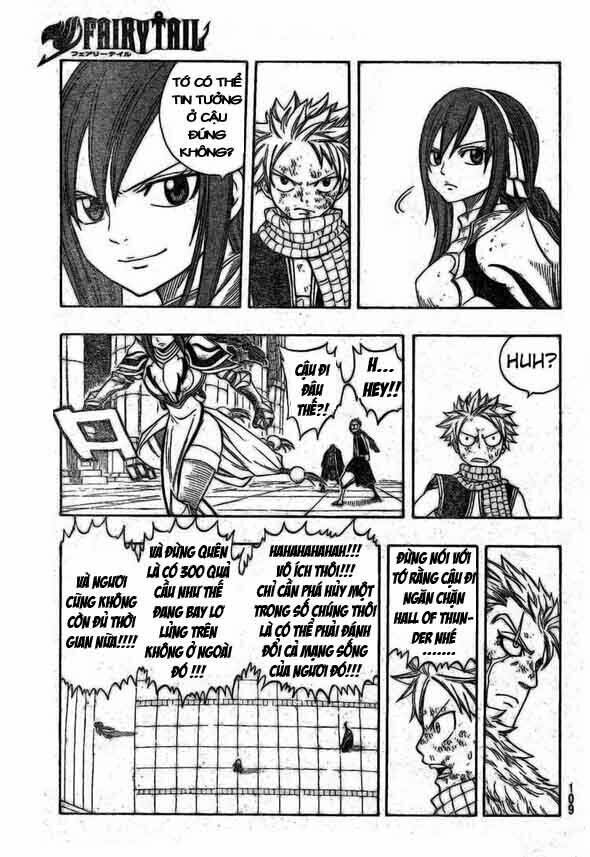 FAIRY TAIL
フェアリーテイル
TỚ CÓ THỂ
TIN TƯỞNG
Ở CẬU
ĐÚNG
KHÔNG?
HUH?
H...
HEY!!
CẬU ĐI
ĐÂU
THẾ?!
ĐỪNG NÓI VỚI
TỚ RẰNG CẬU ĐI
NGĂN CHẶN
HALL OF THUN-
DER NHÉ
.......
HAHAHAHAHAH!!!
VÔ ÍCH THÔI!!!
CHỈ CẦN PHÁ HỦY MỘT
TRONG SỐ CHÚNG THÔI
LÀ CÓ THỂ PHẢI ĐÁNH
ĐỔI CẢ MẠNG SỐNG
CỦA NGƯƠI ĐÓ!!!
VÀ ĐỪNG QUÊN
LÀ CÓ 300 QUẢ
CẦU NHƯ THẾ
ĐANG BAY LƠ
LỬNG TRÊN
KHÔNG Ở NGOÀI
ĐÓ !!!
VÀ NGƯƠI
CŨNG KHÔNG
CÒN ĐỦ THỜI
GIAN NỮA!!!!
109